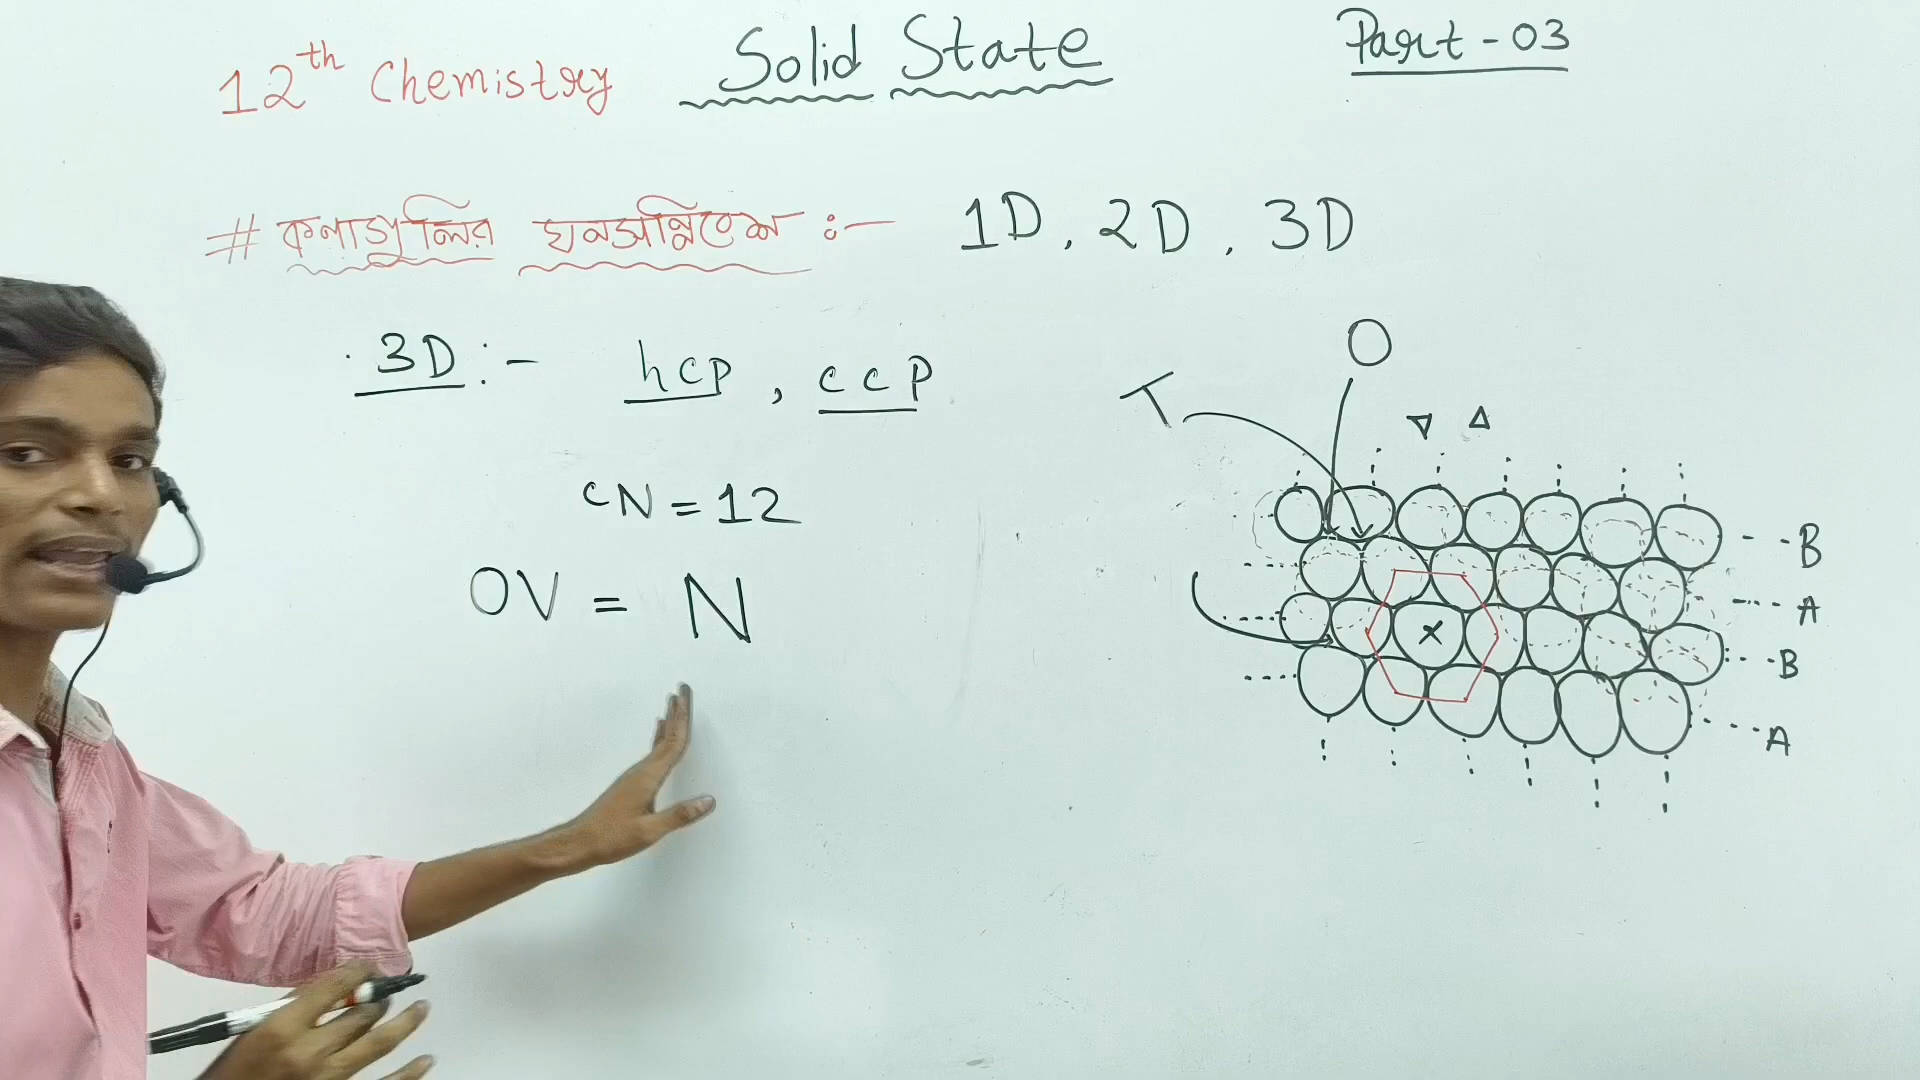 12th Chemistry Solid State Part-03
# কণাগুলির ঘনসন্নিবেশ :- 1D, 2D, 3D
3D :- hcp, ccp
O
T
CN = 12
B
OV = N
A
x
B
A